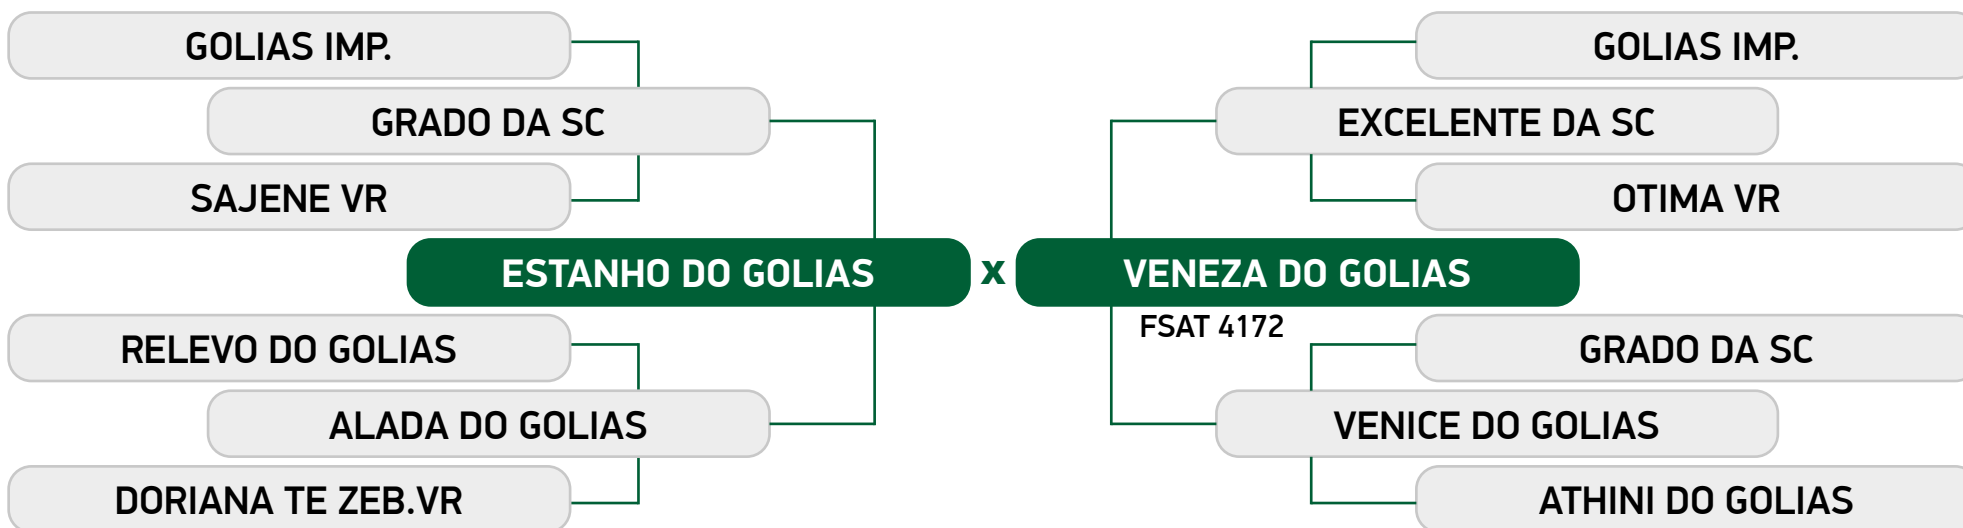 GOLIAS IMP.
GOLIAS IMP.
GRADO DA SC
EXCELENTE DA SC
SAJENE VR
OTIMA VR
ESTANHO DO GOLIAS x VENEZA DO GOLIAS
FSAT 4172
RELEVO DO GOLIAS
GRADO DA SC
ALADA DO GOLIAS
VENICE DO GOLIAS
DORIANA TE ZEB.VR
ATHINI DO GOLIAS